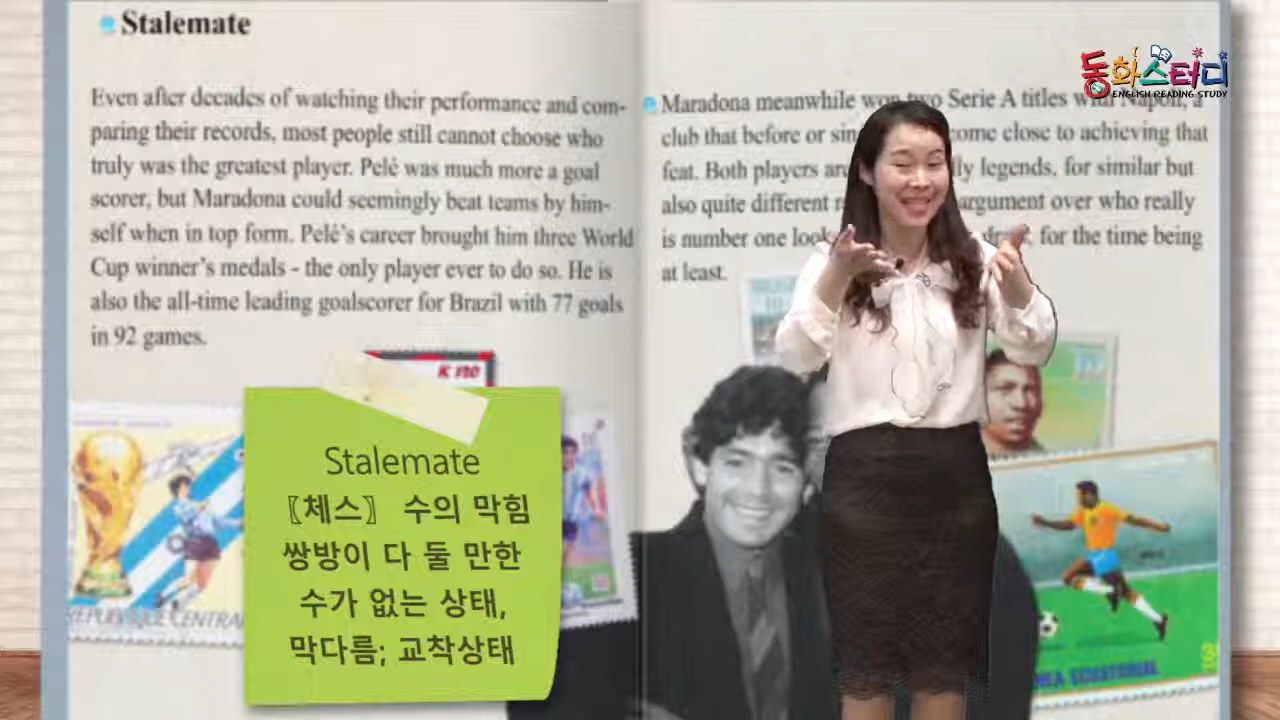 Stalemate
Even after decades of watching their performance and com-
paring their records, most people still cannot choose who
truly was the greatest player. Pelé was much more a goal
scorer, but Maradona could seemingly beat teams by him-
self when in top form. Pelé's career brought him three World
Cup winner's medals - the only player ever to do so. He is
also the all-time leading goalscorer for Brazil with 77 goals
in 92 games.
Maradona meanwhile won two Serie A titles with Napoli, a
club that before or come close to achieving that
feat. Both players legends, for similar but
also quite different argument over who really
is number one for the time being
at least.
동화스터디
ENGLISH READING STUDY
Stalemate
〖체스〗 수의 막힘
쌍방이 다 둘 만한
수가 없는 상태,
막다름; 교착상태